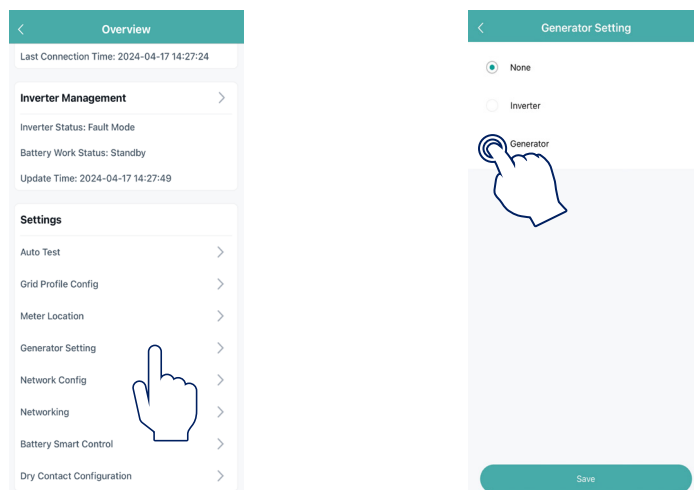 Overview
Last Connection Time: 2024-04-17 14:27:24
Inverter Management
Inverter Status: Fault Mode
Battery Work Status: Standby
Update Time: 2024-04-17 14:27:49
Settings
Auto Test
Grid Profile Config
Meter Location
Generator Setting
Network Config
Networking
Battery Smart Control
Dry Contact Configuration
Generator Setting
None
Inverter
Generator
Save